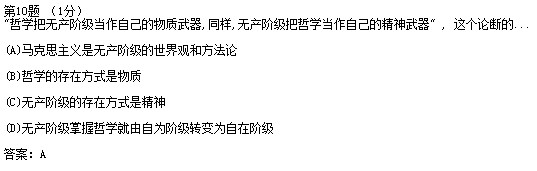 第10题 （1分）
“哲学把无产阶级当作自己的物质武器,同样,无产阶级把哲学当作自己的精神武器”，这个论断的...
(A)马克思主义是无产阶级的世界观和方法论
(B)哲学的存在方式是物质
(C)无产阶级的存在方式是精神
(D)无产阶级掌握哲学就由自为阶级转变为自在阶级
答案: A